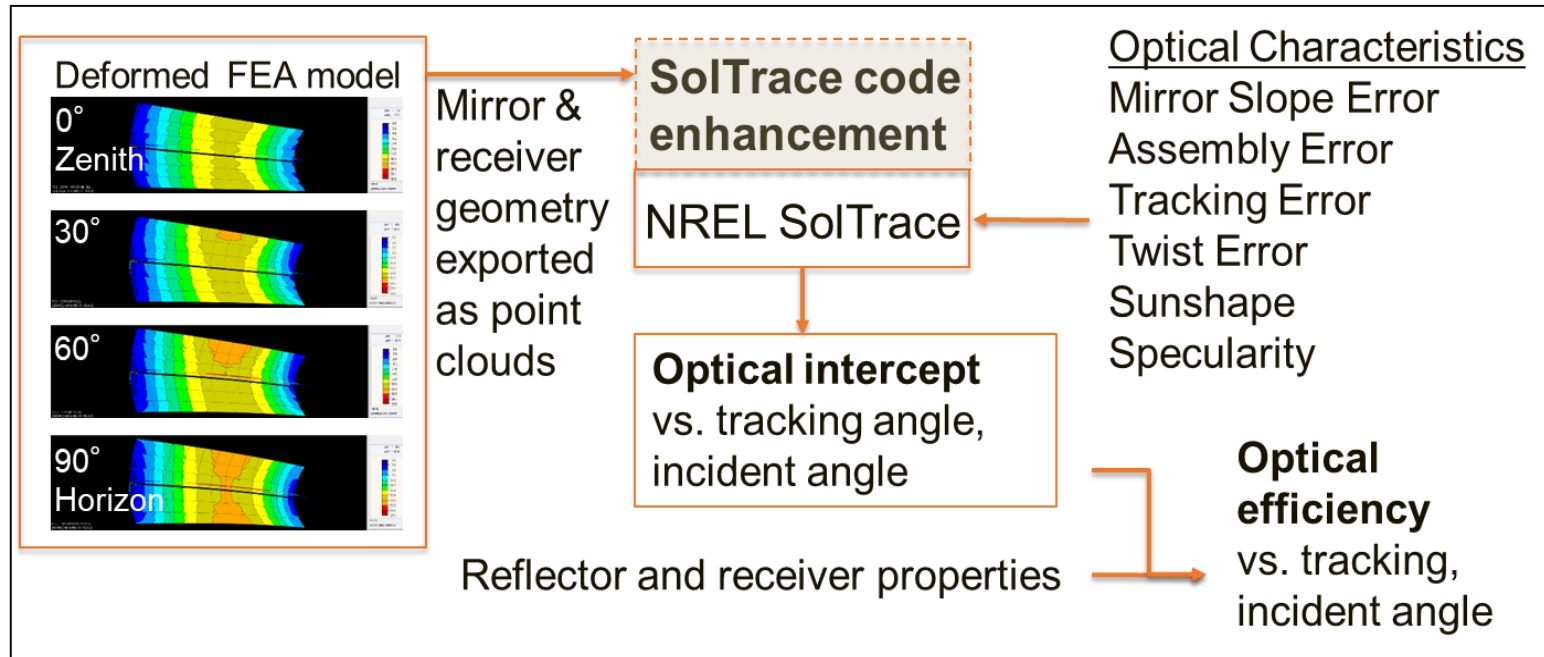 Deformed FEA model
0°
Zenith
30°
60°
90°
Horizon
Mirror &
receiver
geometry
exported
as point
clouds
SolTrace code
enhancement
NREL SolTrace
Optical intercept
vs. tracking angle,
incident angle
Optical Characteristics
Mirror Slope Error
Assembly Error
Tracking Error
Twist Error
Sunshape
Specularity
Reflector and receiver properties
Optical
efficiency
vs. tracking,
incident angle